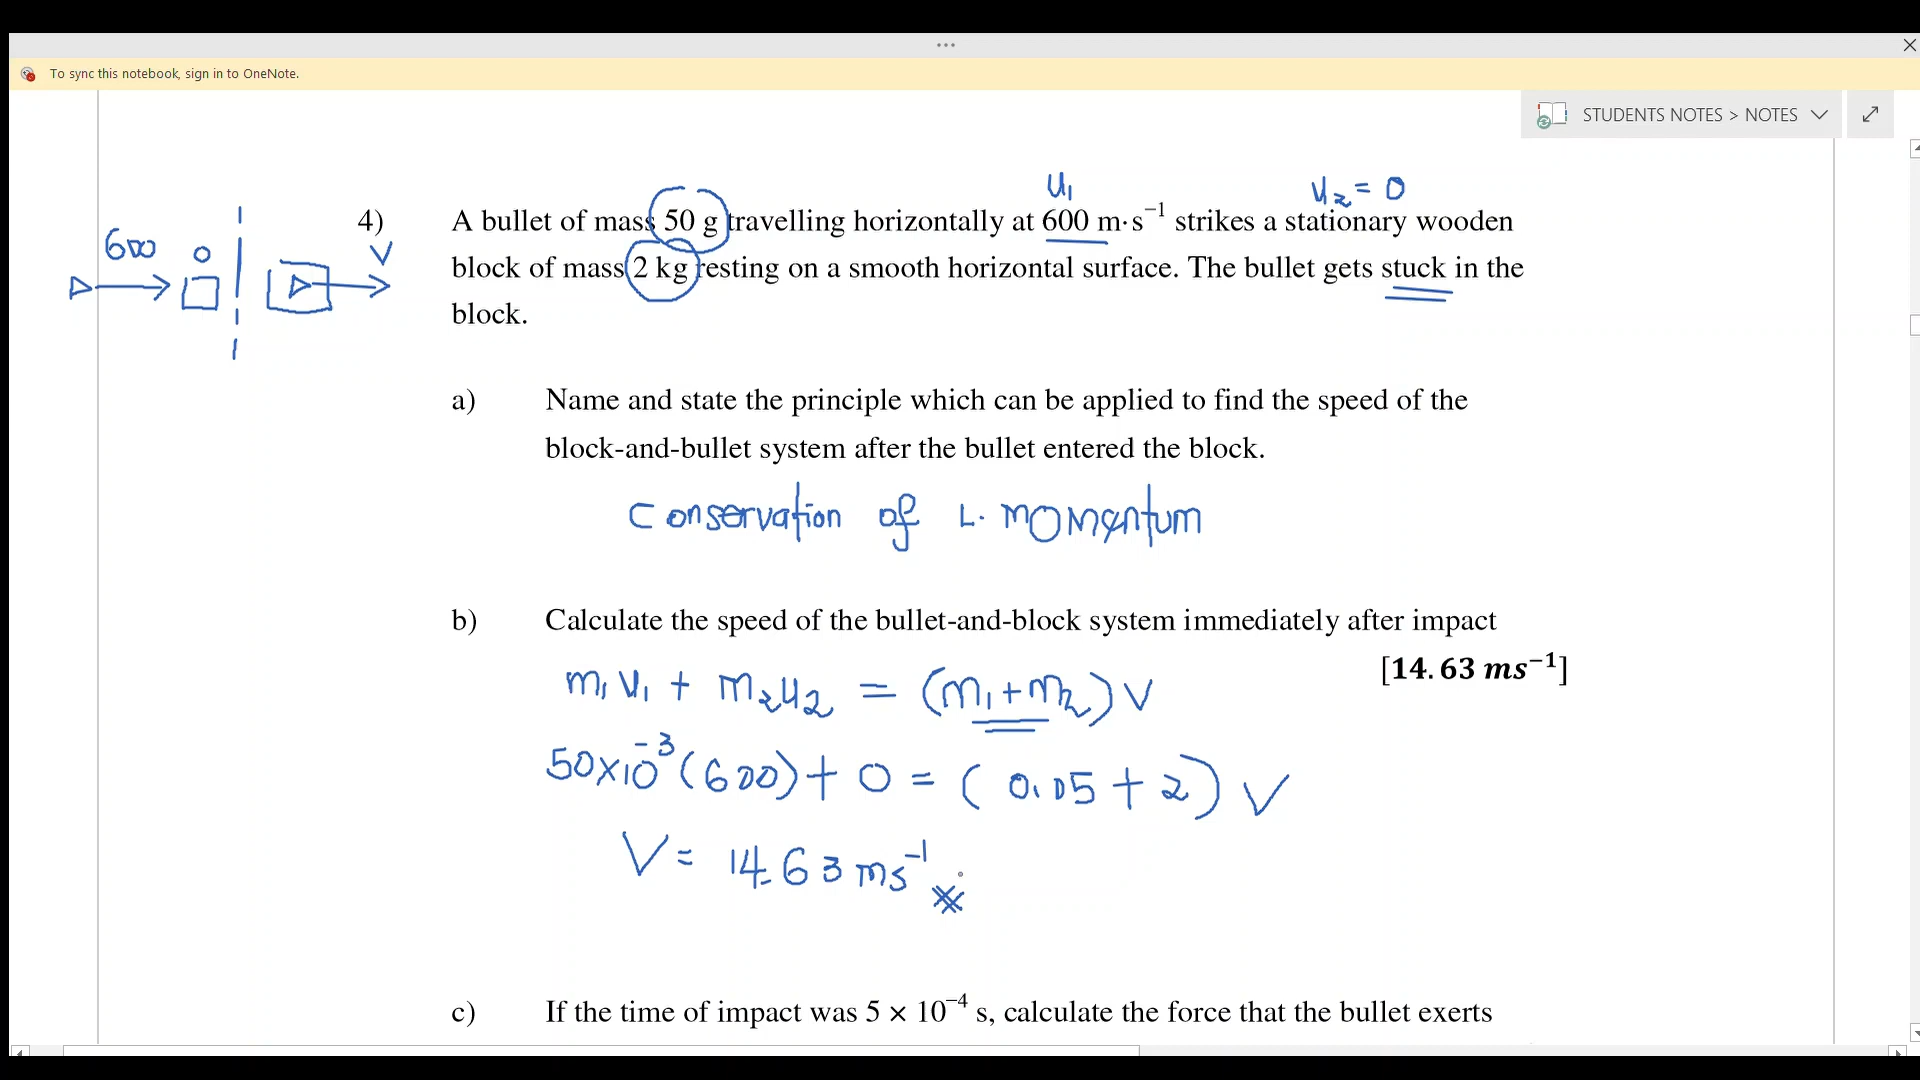 To sync this notebook, sign in to OneNote.
STUDENTS NOTES > NOTES
u₁
u₂ = 0
4) A bullet of mass 50 g travelling horizontally at 600 m·s⁻¹ strikes a stationary wooden
block of mass 2 kg resting on a smooth horizontal surface. The bullet gets stuck in the
block.
600 0 V
a) Name and state the principle which can be applied to find the speed of the
block-and-bullet system after the bullet entered the block.
Conservation of L. momentum
b) Calculate the speed of the bullet-and-block system immediately after impact
[14.63 ms⁻¹]
m₁u₁ + m₂u₂ = (m₁+m₂)V
50×10⁻³(600) + 0 = (0.05 + 2) V
V = 14.63 ms⁻¹
c) If the time of impact was 5 × 10⁻⁴ s, calculate the force that the bullet exerts